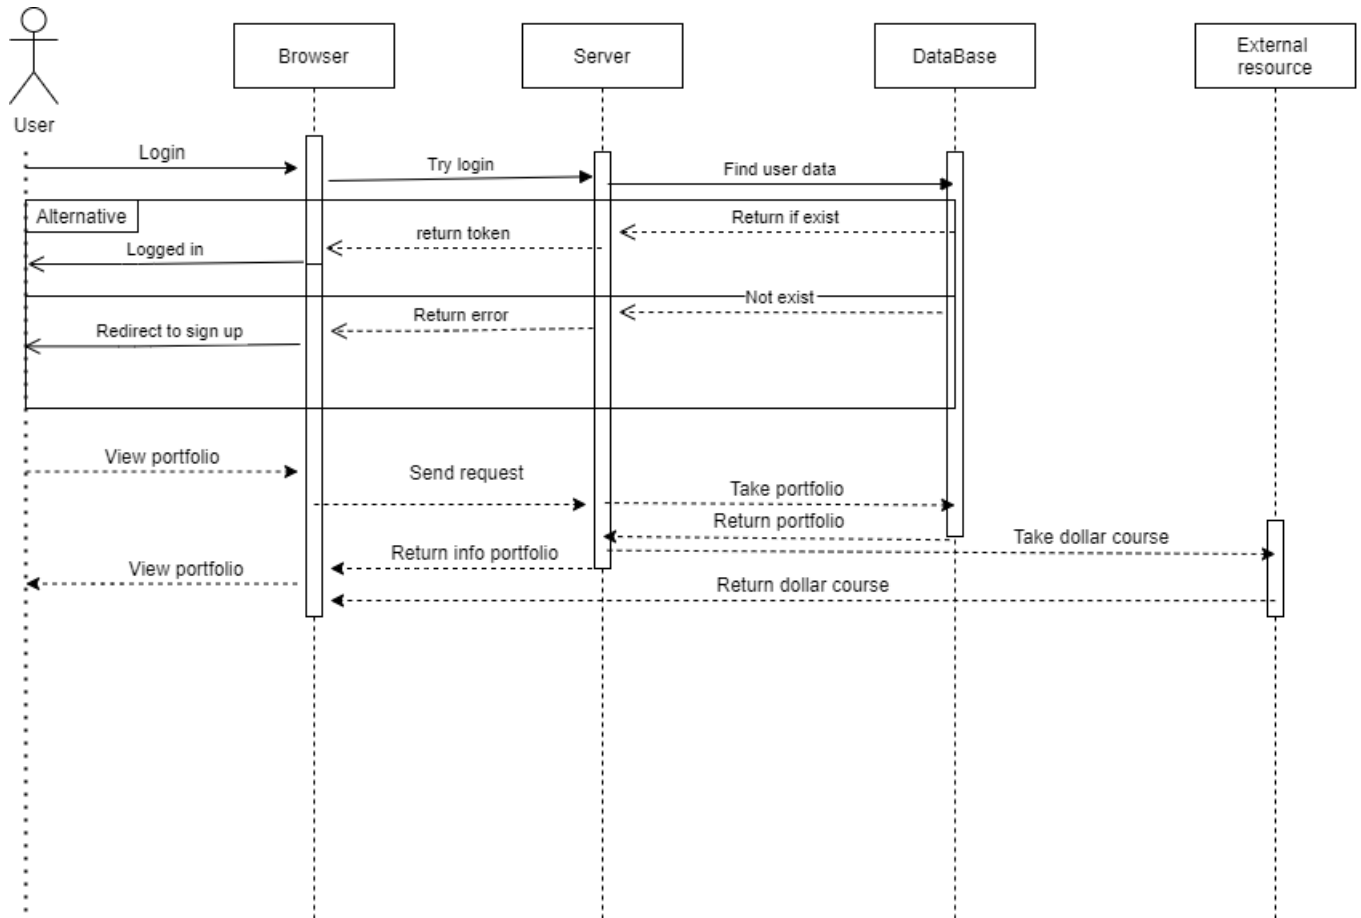 User
Browser
Server
DataBase
External
resource
Login
Try login
Find user data
Alternative
Return if exist
return token
Logged in
Not exist
Return error
Redirect to sign up
View portfolio
Send request
Take portfolio
Return portfolio
Take dollar course
Return info portfolio
View portfolio
Return dollar course